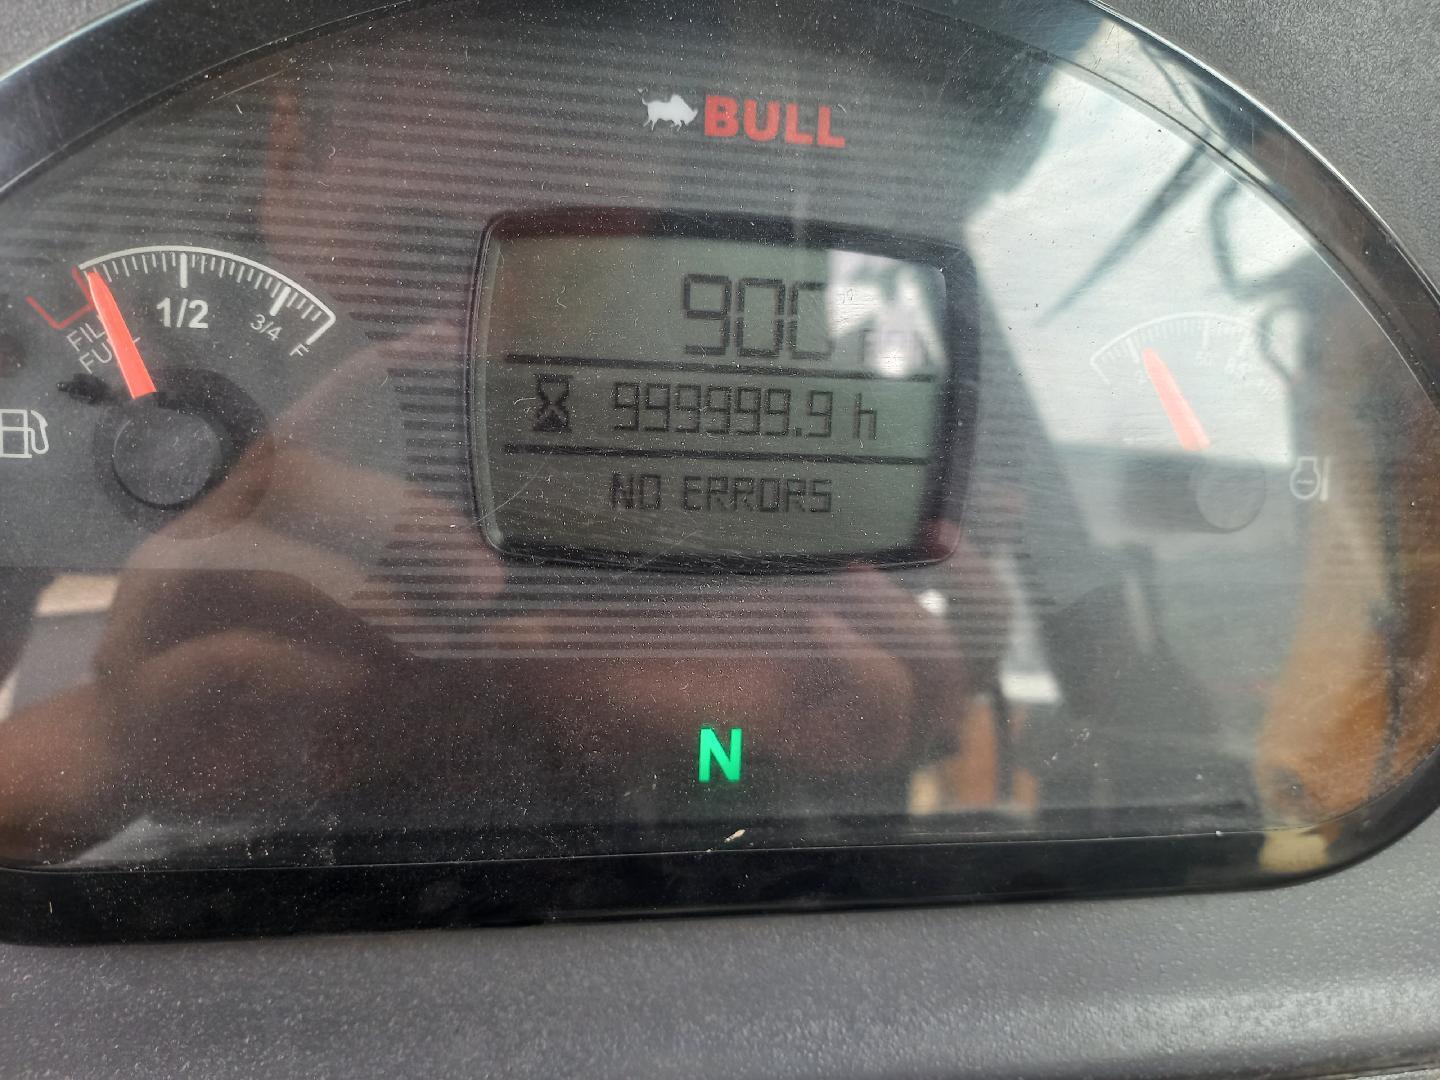 BULL
900
999999.9 h
NO ERRORS
1/2
3/4
F
FILL
FUEL
N